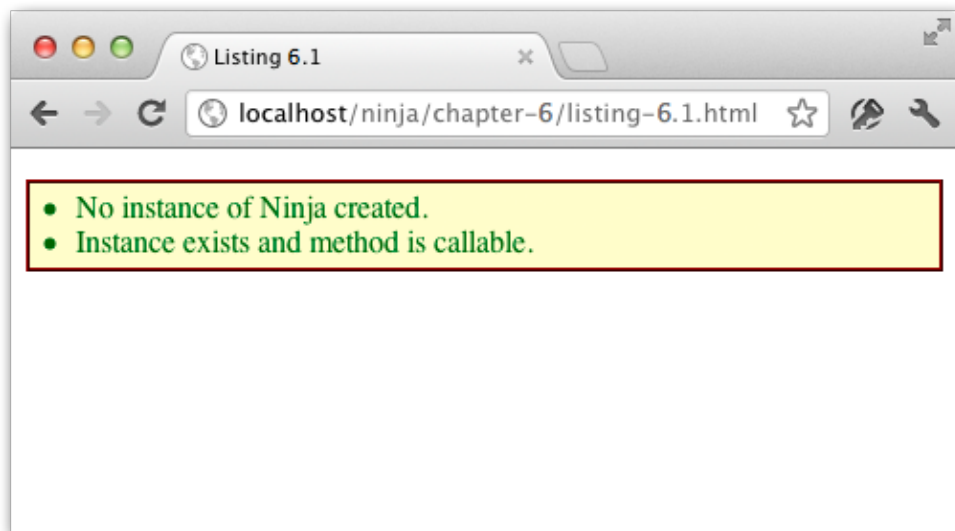 Listing 6.1
localhost/ninja/chapter-6/listing-6.1.html
No instance of Ninja created.
Instance exists and method is callable.